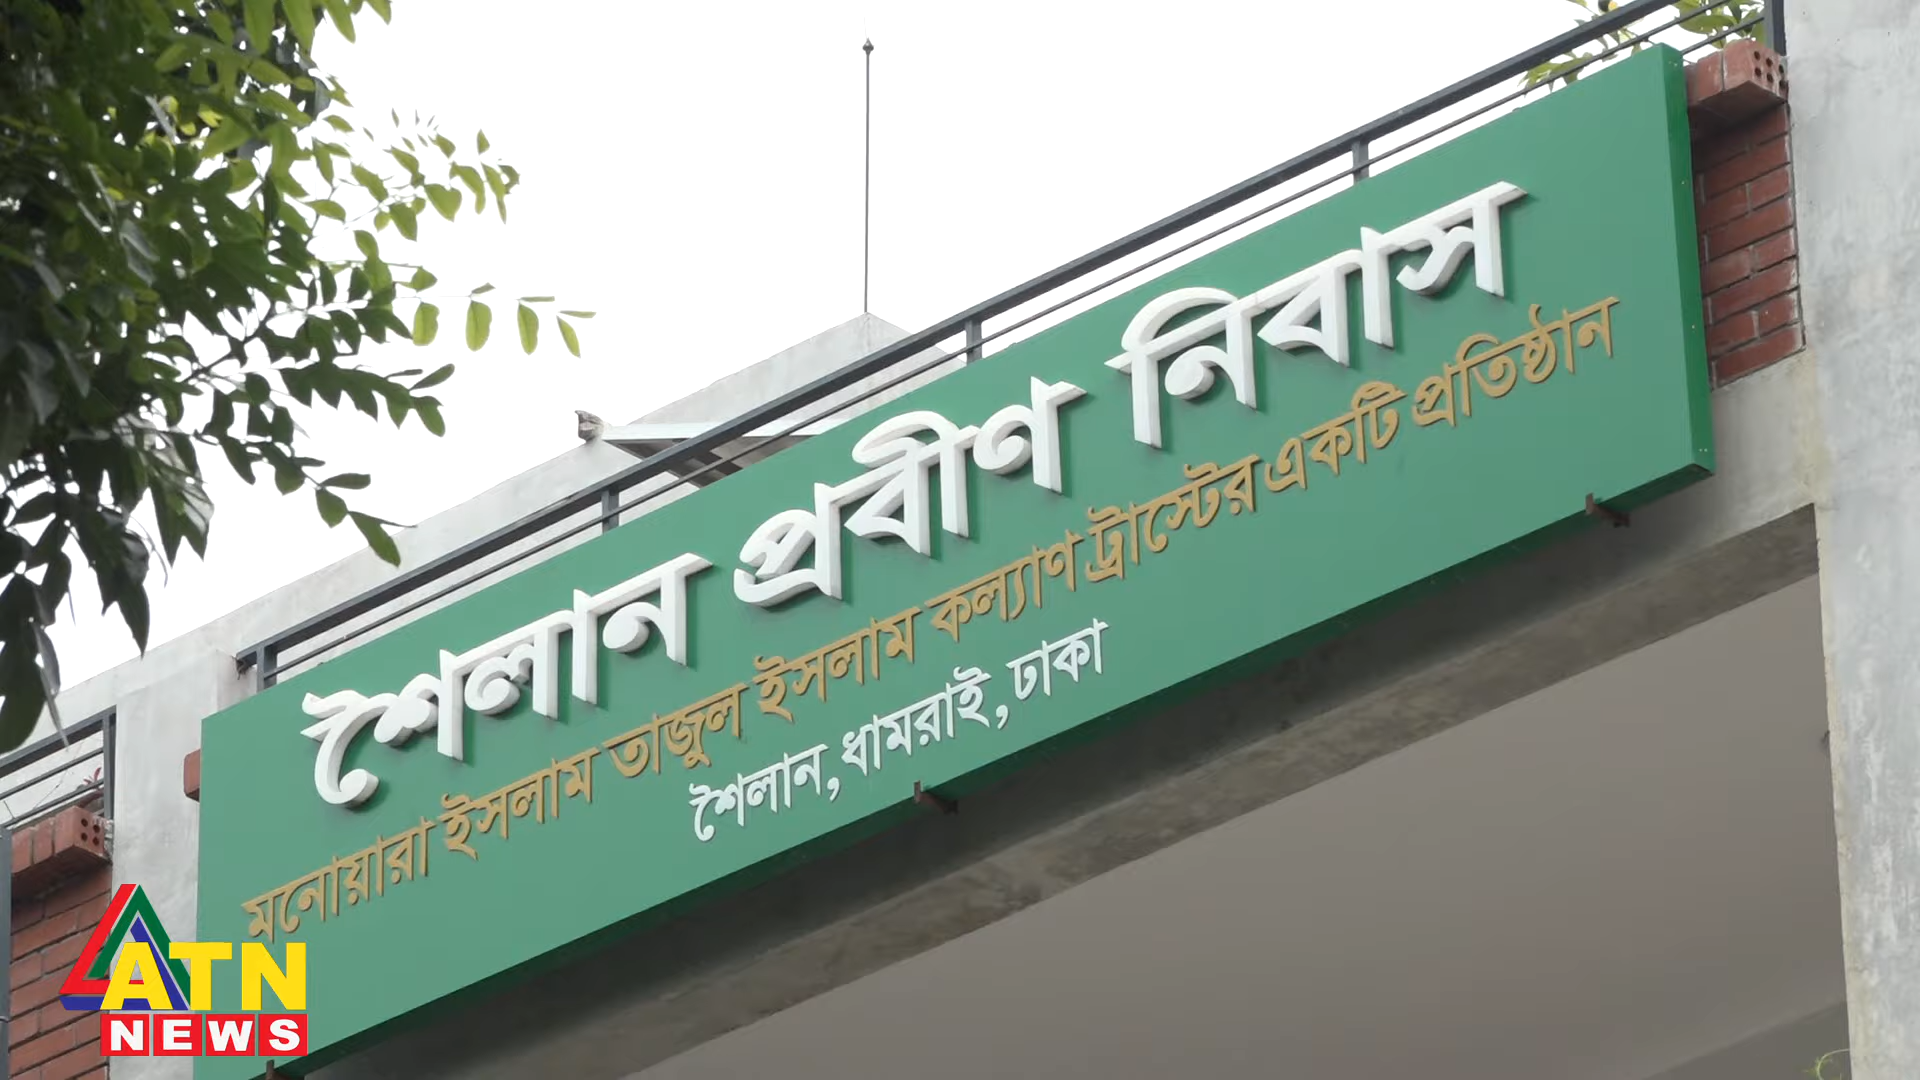 শৈলান প্রবীণ নিবাস
মনোয়ারা ইসলাম তাজুল ইসলাম কল্যাণ ট্রাস্টের একটি প্রতিষ্ঠান
শৈলান, ধামরাই, ঢাকা
ATN
NEWS